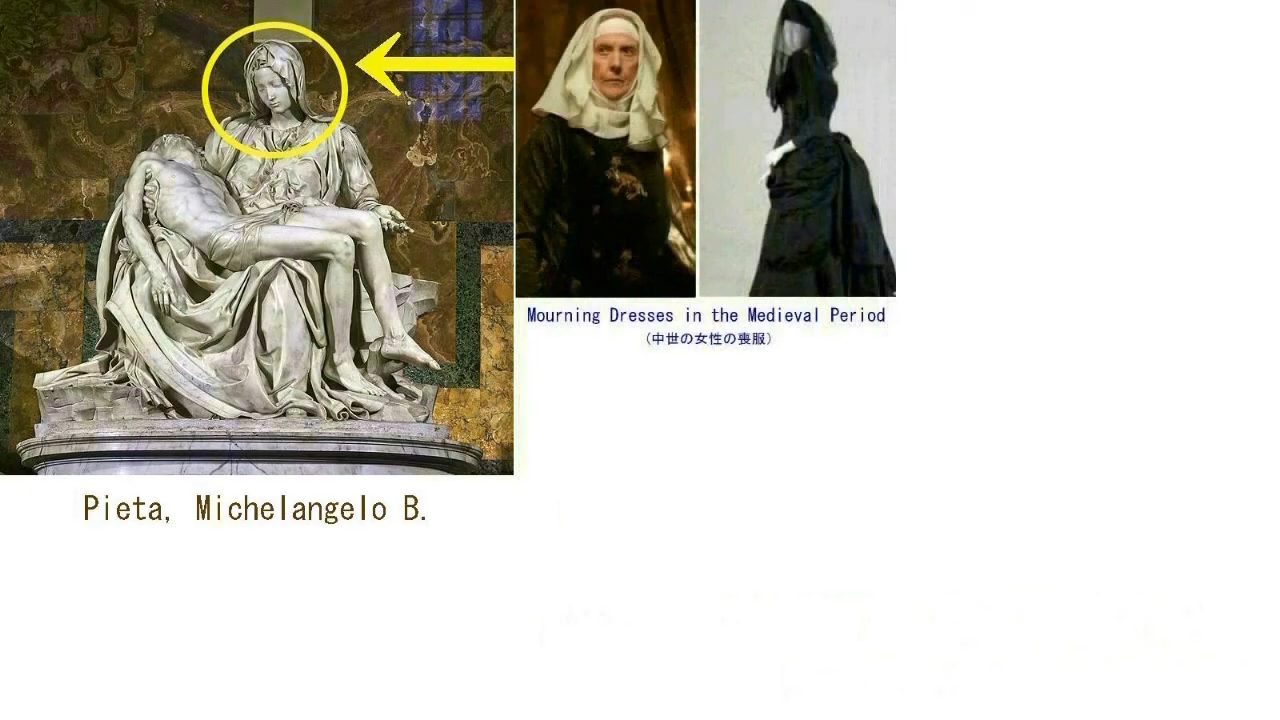 Mourning Dresses in the Medieval Period
（中世の女性の喪服）
Pieta, Michelangelo B.